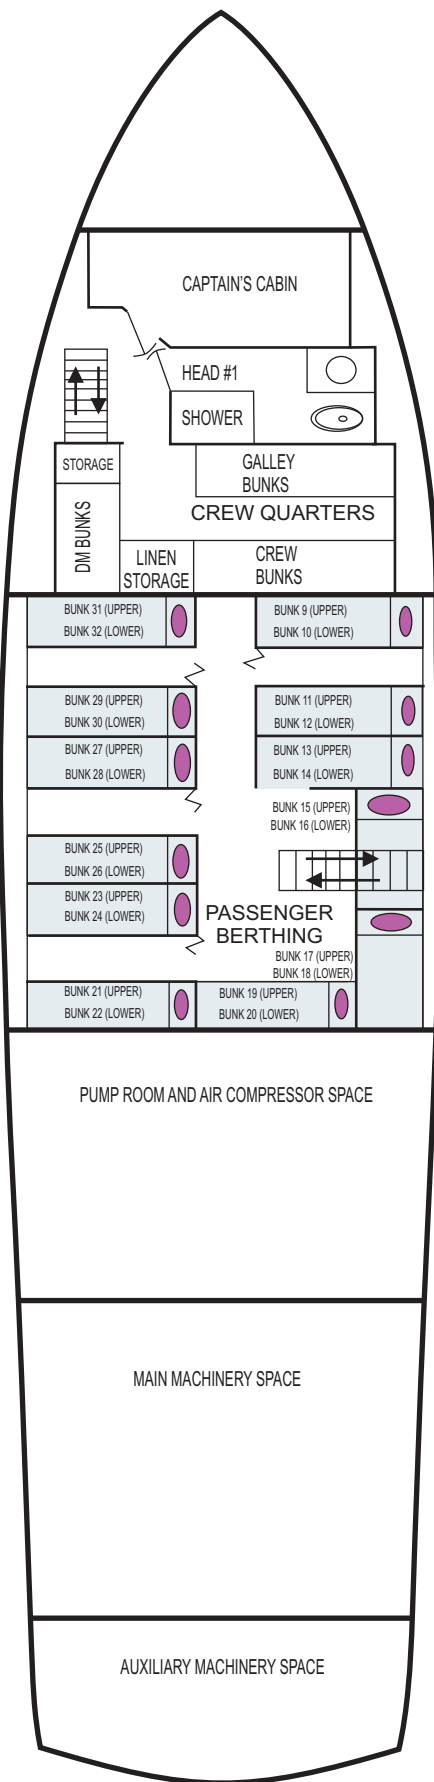 CAPTAIN'S CABIN
HEAD #1
SHOWER
STORAGE
GALLEY
BUNKS
DM BUNKS
CREW QUARTERS
LINEN
STORAGE
CREW
BUNKS
BUNK 31 (UPPER)
BUNK 32 (LOWER)
BUNK 9 (UPPER)
BUNK 10 (LOWER)
BUNK 29 (UPPER)
BUNK 30 (LOWER)
BUNK 11 (UPPER)
BUNK 12 (LOWER)
BUNK 27 (UPPER)
BUNK 28 (LOWER)
BUNK 13 (UPPER)
BUNK 14 (LOWER)
BUNK 15 (UPPER)
BUNK 16 (LOWER)
BUNK 25 (UPPER)
BUNK 26 (LOWER)
BUNK 23 (UPPER)
BUNK 24 (LOWER)
PASSENGER
BERTHING
BUNK 17 (UPPER)
BUNK 18 (LOWER)
BUNK 21 (UPPER)
BUNK 22 (LOWER)
BUNK 19 (UPPER)
BUNK 20 (LOWER)
PUMP ROOM AND AIR COMPRESSOR SPACE
MAIN MACHINERY SPACE
AUXILIARY MACHINERY SPACE